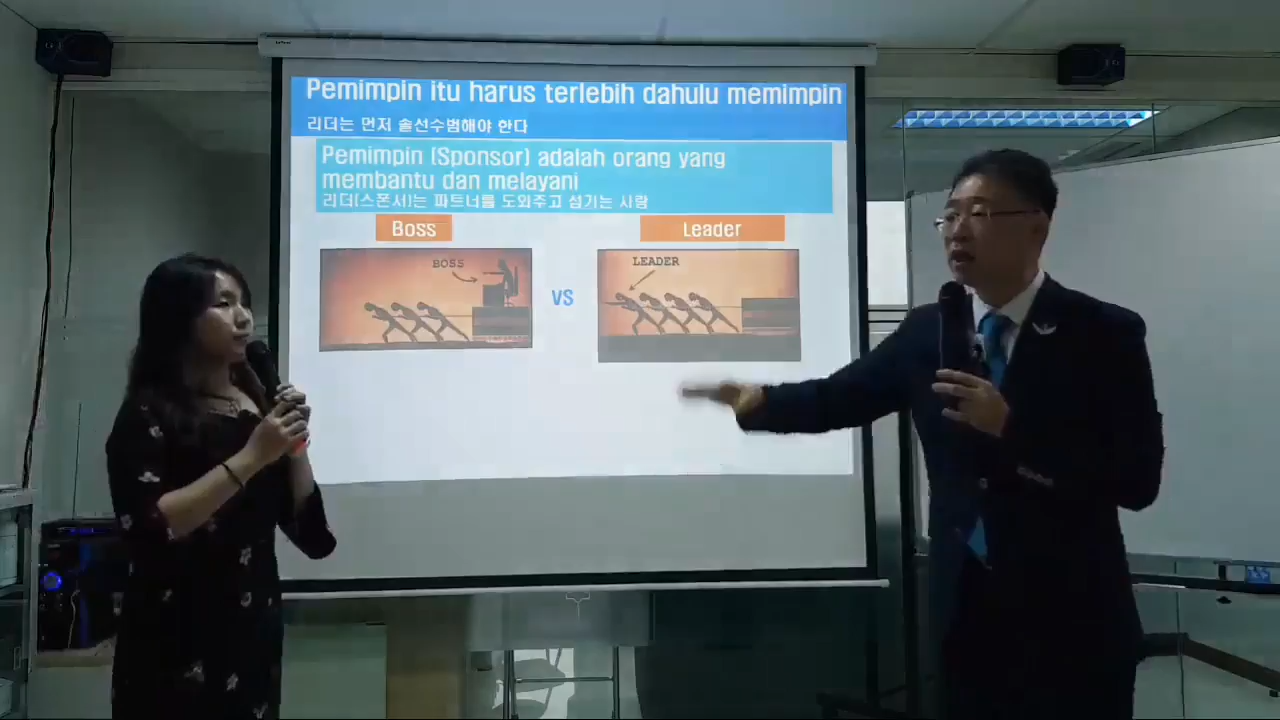 Pemimpin itu harus terlebih dahulu memimpin
리더는 먼저 솔선수범해야 한다
Pemimpin (Sponsor) adalah orang yang
membantu dan melayani
리더(스폰서)는 파트너를 도와주고 섬기는 사람
Boss
Leader
BOSS
LEADER
VS